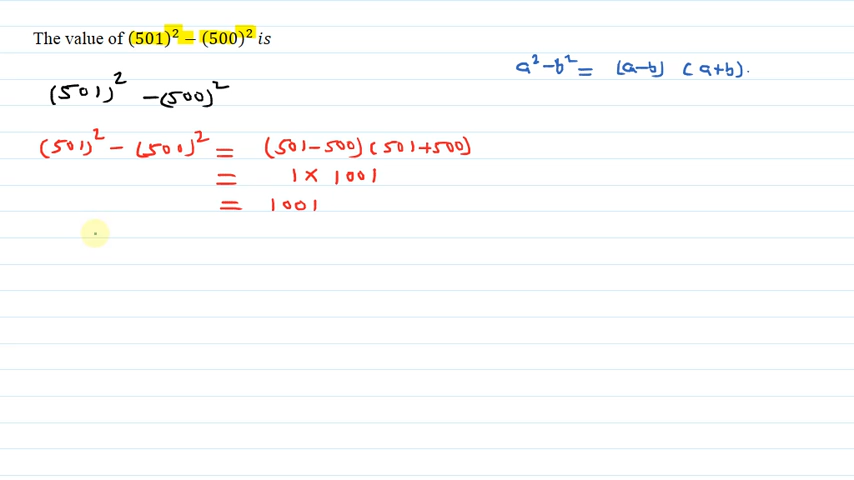 The value of (501)² − (500)² is
a² − b² = (a−b) (a+b).
(501)² − (500)²
(501)² − (500)² = (501 − 500) (501 + 500)
= 1 × 1001
= 1001